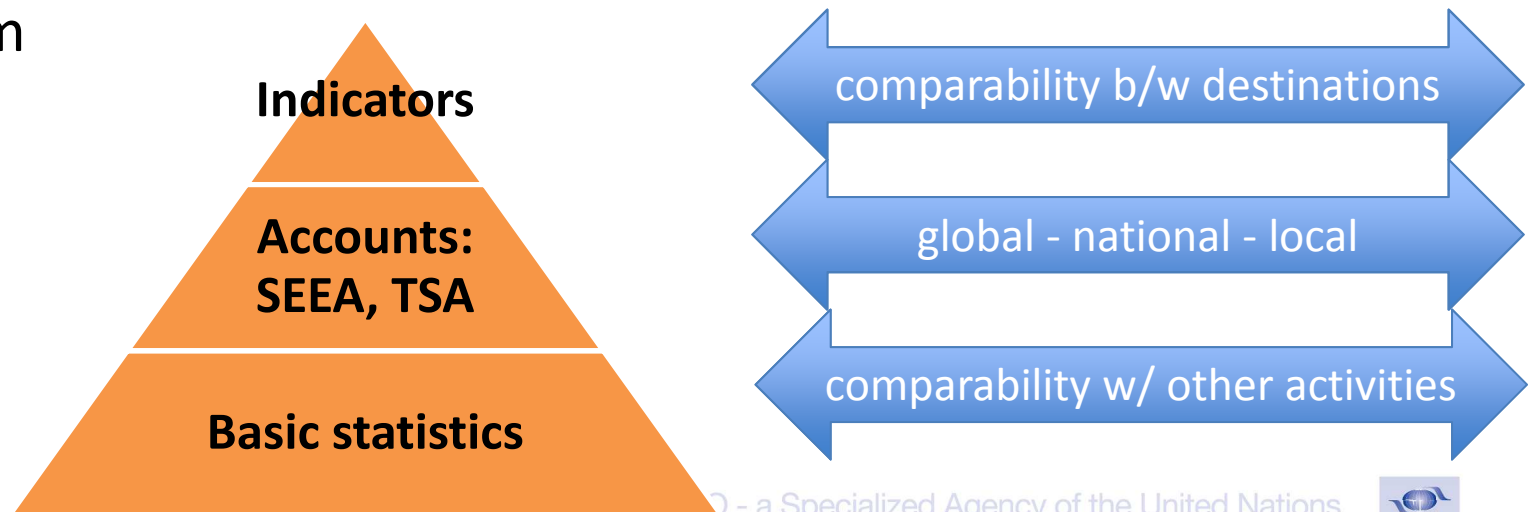 m
Indicators
Accounts:
SEEA, TSA
Basic statistics
comparability b/w destinations
global - national - local
comparability w/ other activities
O - a Specialized Agency of the United Nations